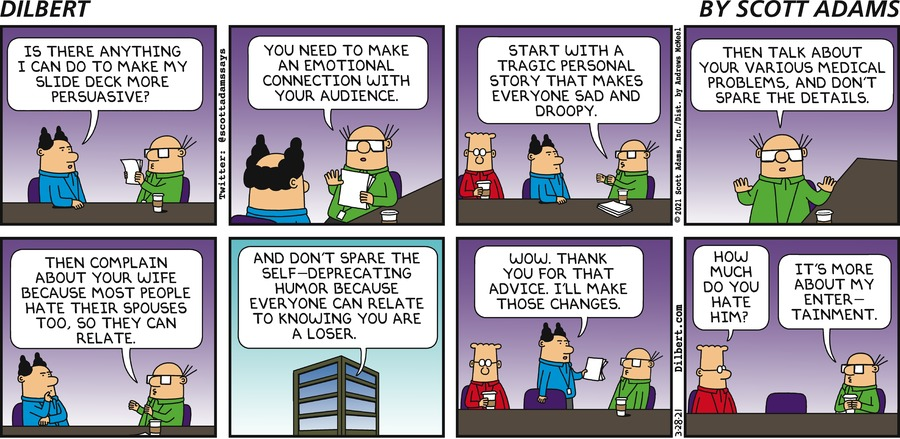 DILBERT
BY SCOTT ADAMS
IS THERE ANYTHING
I CAN DO TO MAKE MY
SLIDE DECK MORE
PERSUASIVE?
Twitter: @scottadamssays
YOU NEED TO MAKE
AN EMOTIONAL
CONNECTION WITH
YOUR AUDIENCE.
START WITH A
TRAGIC PERSONAL
STORY THAT MAKES
EVERYONE SAD AND
DROOPY.
© 2021 Scott Adams, Inc./Dist. by Andrews McMeel
THEN TALK ABOUT
YOUR VARIOUS MEDICAL
PROBLEMS, AND DON'T
SPARE THE DETAILS.
THEN COMPLAIN
ABOUT YOUR WIFE
BECAUSE MOST PEOPLE
HATE THEIR SPOUSES
TOO, SO THEY CAN
RELATE.
AND DON'T SPARE THE
SELF-DEPRECATING
HUMOR BECAUSE
EVERYONE CAN RELATE
TO KNOWING YOU ARE
A LOSER.
WOW. THANK
YOU FOR THAT
ADVICE. I'LL MAKE
THOSE CHANGES.
3-28-21 Dilbert.com
HOW
MUCH
DO YOU
HATE
HIM?
IT'S MORE
ABOUT MY
ENTER-
TAINMENT.